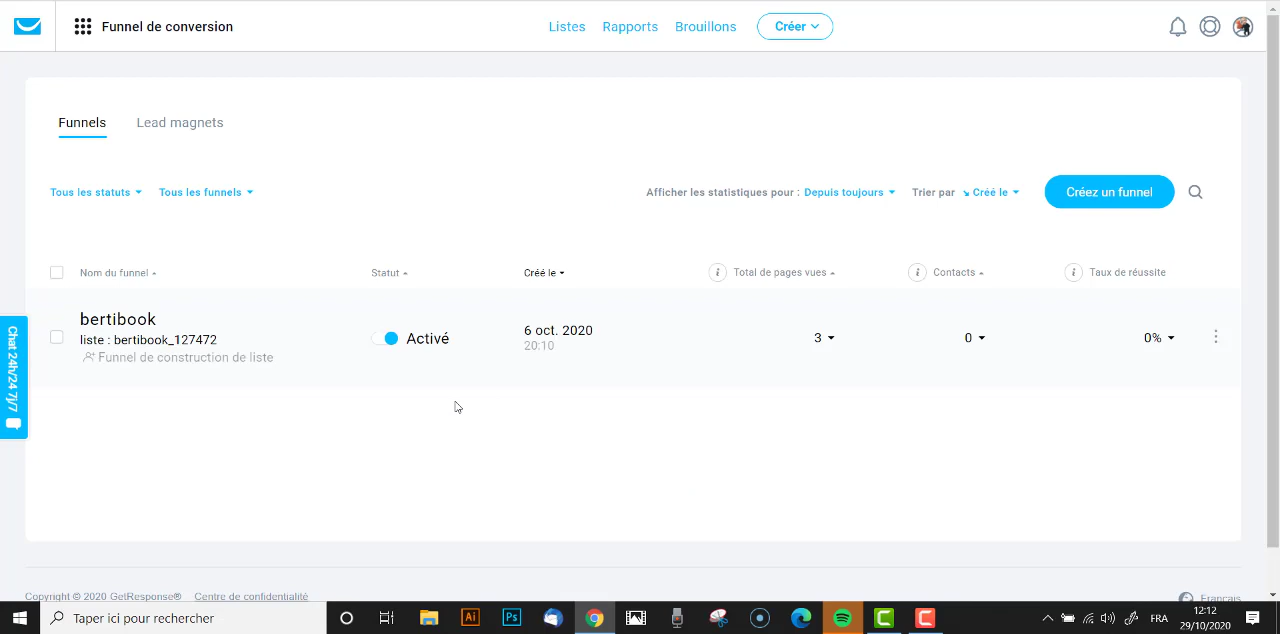 Funnel de conversion
Listes Rapports Brouillons Créer
Funnels Lead magnets
Tous les statuts Tous les funnels Afficher les statistiques pour : Depuis toujours Trier par Créé le Créez un funnel
Nom du funnel Statut Créé le i Total de pages vues i Contacts i Taux de réussite
bertibook
liste : bertibook_127472
Funnel de construction de liste
Activé
6 oct. 2020
20:10
3 0 0%
Chat 24h/24 7j/7
Copyright © 2020 GetResponse® Centre de confidentialité Français
Taper ici pour rechercher
Ai Ps
FRA
12:12
29/10/2020